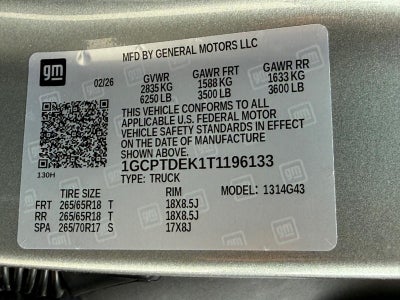 gm
MFD BY GENERAL MOTORS LLC
02/26 GVWR GAWR FRT GAWR RR
2835 KG 1588 KG 1633 KG
6250 LB 3500 LB 3600 LB
THIS VEHICLE CONFORMS TO ALL
APPLICABLE U.S. FEDERAL MOTOR
VEHICLE SAFETY STANDARDS IN EFFECT
ON THE DATE OF MANUFACTURE
SHOWN ABOVE.
1GCPTDEK1T1196133
130H TYPE: TRUCK
TIRE SIZE RIM MODEL: 1314G43
FRT 265/65R18 T 18X8.5J
RR 265/65R18 T 18X8.5J
SPA 265/70R17 S 17X8J